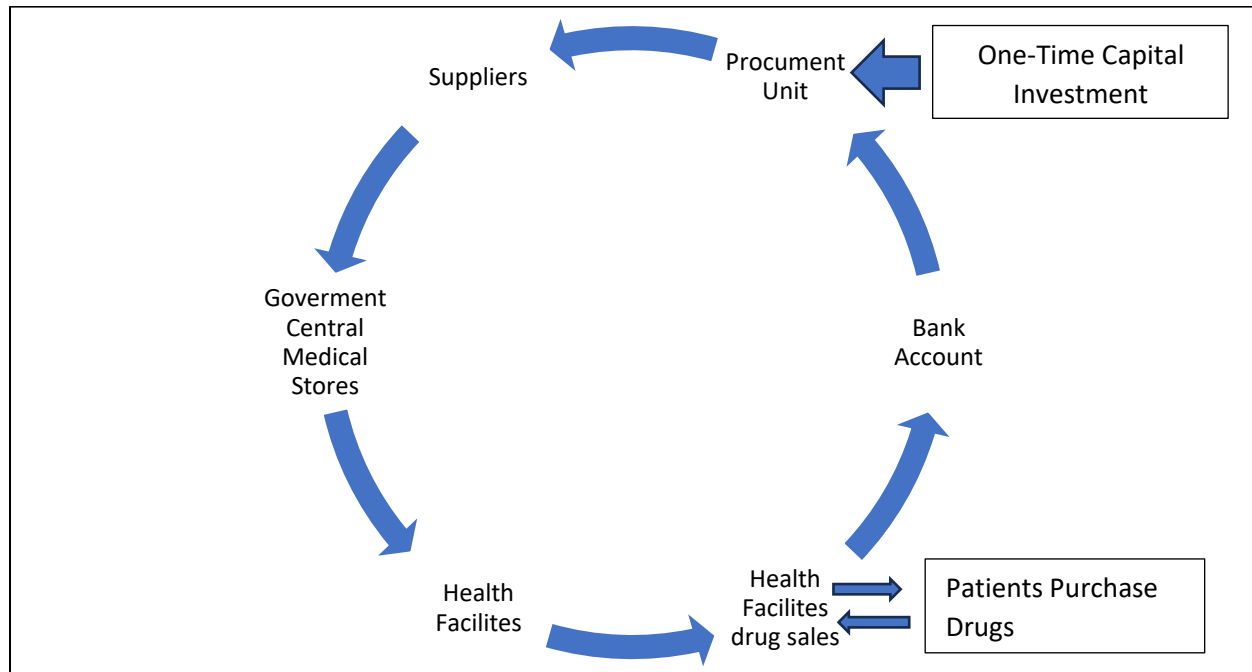 Suppliers
Procument
Unit
One-Time Capital
Investment
Goverment
Central
Medical
Stores
Bank
Account
Health
Facilites
Health
Facilites
drug sales
Patients Purchase
Drugs